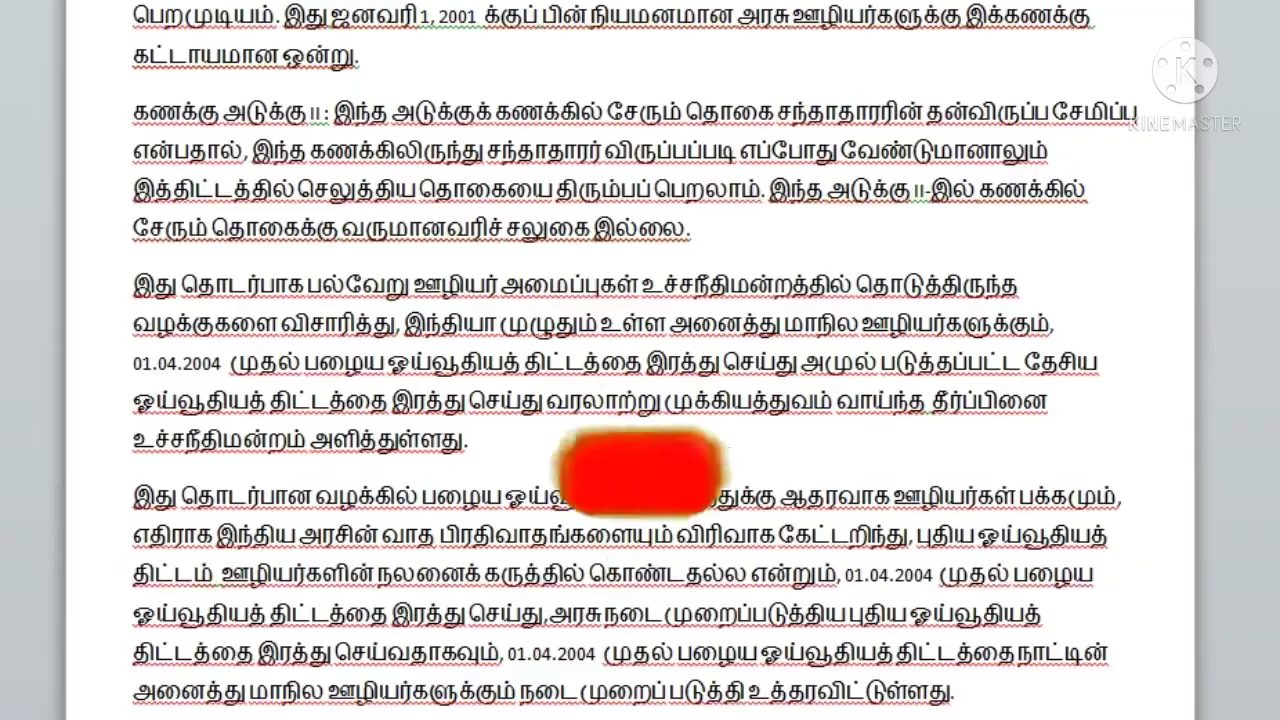 பெறமுடியம். இது ஜனவரி 1, 2001 க்குப் பின் நியமனமான அரசு ஊழியர்களுக்கு இக்கணக்கு
கட்டாயமான ஒன்று.
KINEMASTER
கணக்கு அடுக்கு II : இந்த அடுக்குக் கணக்கில் சேரும் தொகை சந்தாதாரரின் தன்விருப்ப சேமிப்பு
என்பதால், இந்த கணக்கிலிருந்து சந்தாதாரர் விருப்பப்படி எப்போது வேண்டுமானாலும்
இத்திட்டத்தில் செலுத்திய தொகையை திரும்பப் பெறலாம். இந்த அடுக்கு II-இல் கணக்கில்
சேரும் தொகைக்கு வருமானவரிச் சலுகை இல்லை.
இது தொடர்பாக பல்வேறு ஊழியர் அமைப்புகள் உச்சநீதிமன்றத்தில் தொடுத்திருந்த
வழக்குகளை விசாரித்து, இந்தியா முழுதும் உள்ள அனைத்து மாநில ஊழியர்களுக்கும்,
01.04.2004 முதல் பழைய ஓய்வூதியத் திட்டத்தை இரத்து செய்து அமுல் படுத்தப்பட்ட தேசிய
ஓய்வூதியத் திட்டத்தை இரத்து செய்து வரலாற்று முக்கியத்துவம் வாய்ந்த தீர்ப்பினை
உச்சநீதிமன்றம் அளித்துள்ளது.
இது தொடர்பான வழக்கில் பழைய ஆதரவாக ஊழியர்கள் பக்கமும்,
எதிராக இந்திய அரசின் வாத பிரதிவாதங்களையும் விரிவாக கேட்டறிந்து, புதிய ஓய்வூதியத்
திட்டம் ஊழியர்களின் நலனைக் கருத்தில் கொண்டதல்ல என்றும், 01.04.2004 முதல் பழைய
ஓய்வூதியத் திட்டத்தை இரத்து செய்து,அரசு நடை முறைப்படுத்திய புதிய ஓய்வூதியத்
திட்டத்தை இரத்து செய்வதாகவும், 01.04.2004 முதல் பழைய ஓய்வூதியத் திட்டத்தை நாட்டின்
அனைத்து மாநில ஊழியர்களுக்கும் நடை முறைப் படுத்தி உத்தரவிட்டுள்ளது.